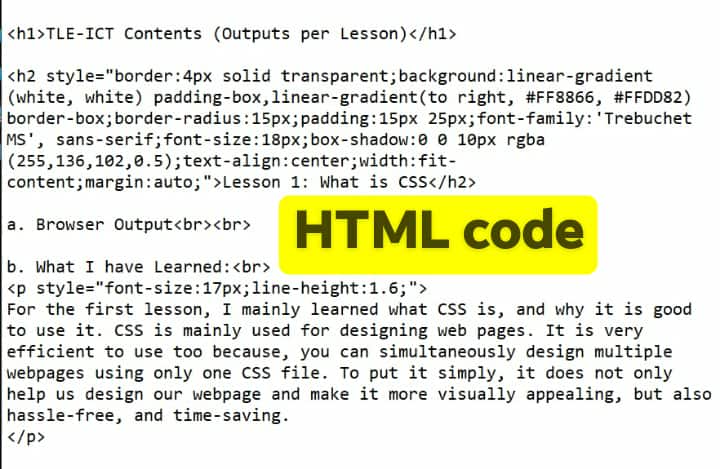 <h1>TLE-ICT Contents (Outputs per Lesson)</h1>
<h2 style="border:4px solid transparent;background:linear-gradient
(white, white) padding-box,linear-gradient(to right, #FF8866, #FFDD82)
border-box;border-radius:15px;padding:15px 25px;font-family:'Trebuchet
MS', sans-serif;font-size:18px;box-shadow:0 0 10px rgba
(255,136,102,0.5);text-align:center;width:fit-
content;margin:auto;">Lesson 1: What is CSS</h2>
a. Browser Output<br><br>
HTML code
b. What I have Learned:<br>
<p style="font-size:17px;line-height:1.6;">
For the first lesson, I mainly learned what CSS is, and why it is good
to use it. CSS is mainly used for designing web pages. It is very
efficient to use too because, you can simultaneously design multiple
webpages using only one CSS file. To put it simply, it does not only
help us design our webpage and make it more visually appealing, but also
hassle-free, and time-saving.
</p>